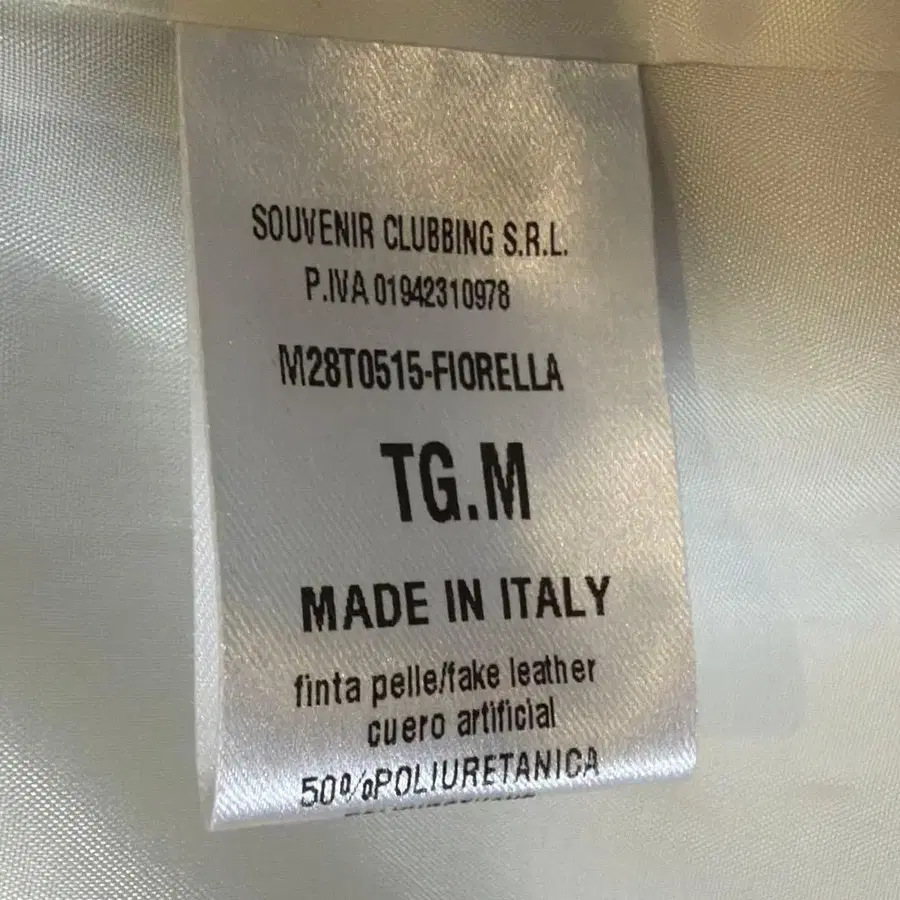 SOUVENIR CLUBBING S.R.L.
P.IVA 01942310978
M28T0515-FIORELLA
TG.M
MADE IN ITALY
finta pelle/fake leather
cuero artificial
50%POLIURETANICA